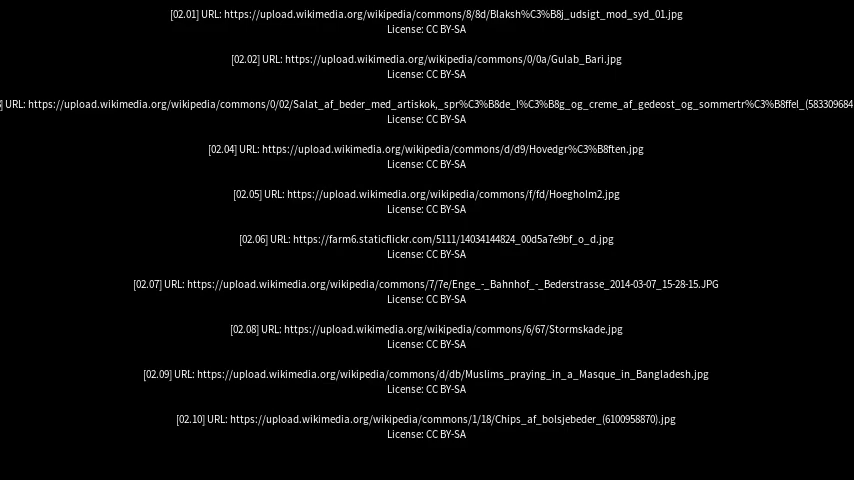 [02.01] URL: https://upload.wikimedia.org/wikipedia/commons/8/8d/Blaksh%C3%B8j_udsigt_mod_syd_01.jpg
License: CC BY-SA
[02.02] URL: https://upload.wikimedia.org/wikipedia/commons/0/0a/Gulab_Bari.jpg
License: CC BY-SA
] URL: https://upload.wikimedia.org/wikipedia/commons/0/02/Salat_af_beder_med_artiskok,_spr%C3%B8de_l%C3%B8g_og_creme_af_gedeost_og_sommertr%C3%B8ffel_(583309684
License: CC BY-SA
[02.04] URL: https://upload.wikimedia.org/wikipedia/commons/d/d9/Hovedgr%C3%B8ften.jpg
License: CC BY-SA
[02.05] URL: https://upload.wikimedia.org/wikipedia/commons/f/fd/Hoegholm2.jpg
License: CC BY-SA
[02.06] URL: https://farm6.staticflickr.com/5111/14034144824_00d5a7e9bf_o_d.jpg
License: CC BY-SA
[02.07] URL: https://upload.wikimedia.org/wikipedia/commons/7/7e/Enge_-_Bahnhof_-_Bederstrasse_2014-03-07_15-28-15.JPG
License: CC BY-SA
[02.08] URL: https://upload.wikimedia.org/wikipedia/commons/6/67/Stormskade.jpg
License: CC BY-SA
[02.09] URL: https://upload.wikimedia.org/wikipedia/commons/d/db/Muslims_praying_in_a_Masque_in_Bangladesh.jpg
License: CC BY-SA
[02.10] URL: https://upload.wikimedia.org/wikipedia/commons/1/18/Chips_af_bolsjebeder_(6100958870).jpg
License: CC BY-SA